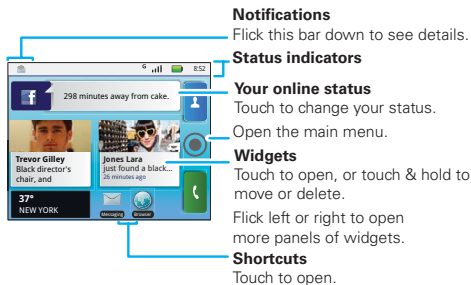 Notifications
Flick this bar down to see details.
Status indicators
G
8:52
Your online status
Touch to change your status.
f
298 minutes away from cake.
Open the main menu.
Widgets
Touch to open, or touch & hold to
move or delete.
Flick left or right to open
more panels of widgets.
Trevor Gilley
Black director's
chair, and
Jones Lara
just found a black...
26 minutes ago
37°
NEW YORK
Messaging
Browser
Shortcuts
Touch to open.